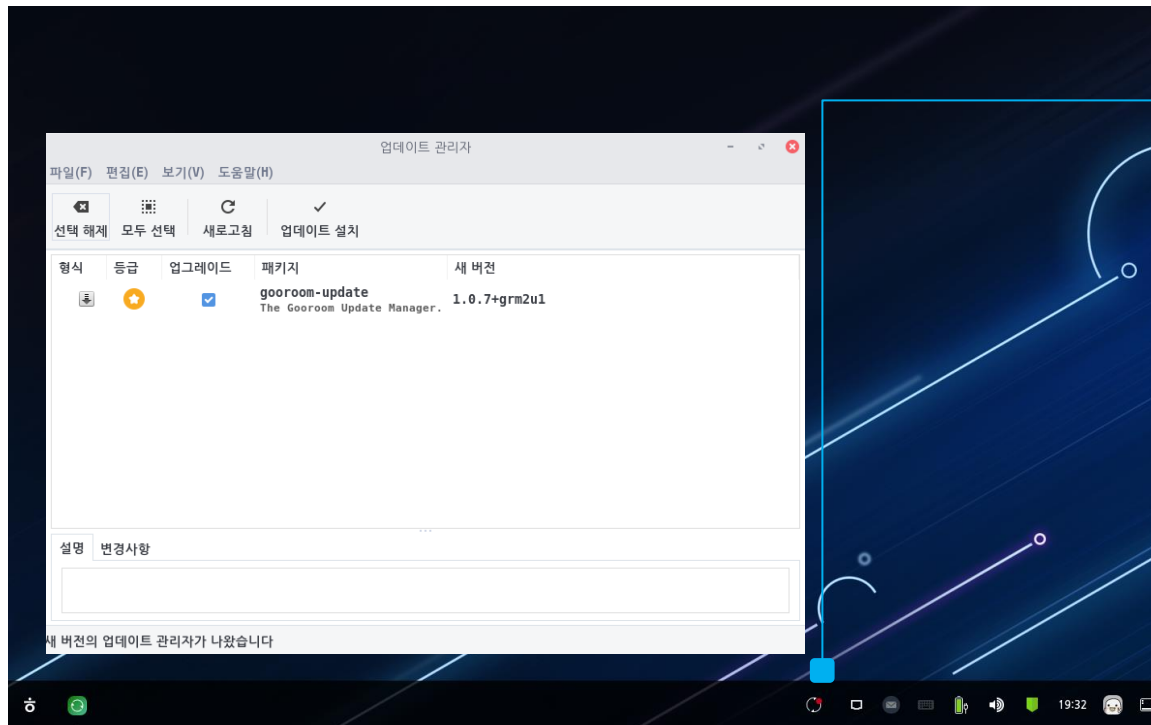 업데이트 관리자
파일(F) 편집(E) 보기(V) 도움말(H)
선택 해제 모두 선택 새로고침 업데이트 설치
형식 등급 업그레이드 패키지 새 버전
gooroom-update 1.0.7+grm2u1
The Gooroom Update Manager.
설명 변경사항
새 버전의 업데이트 관리자가 나왔습니다
19:32